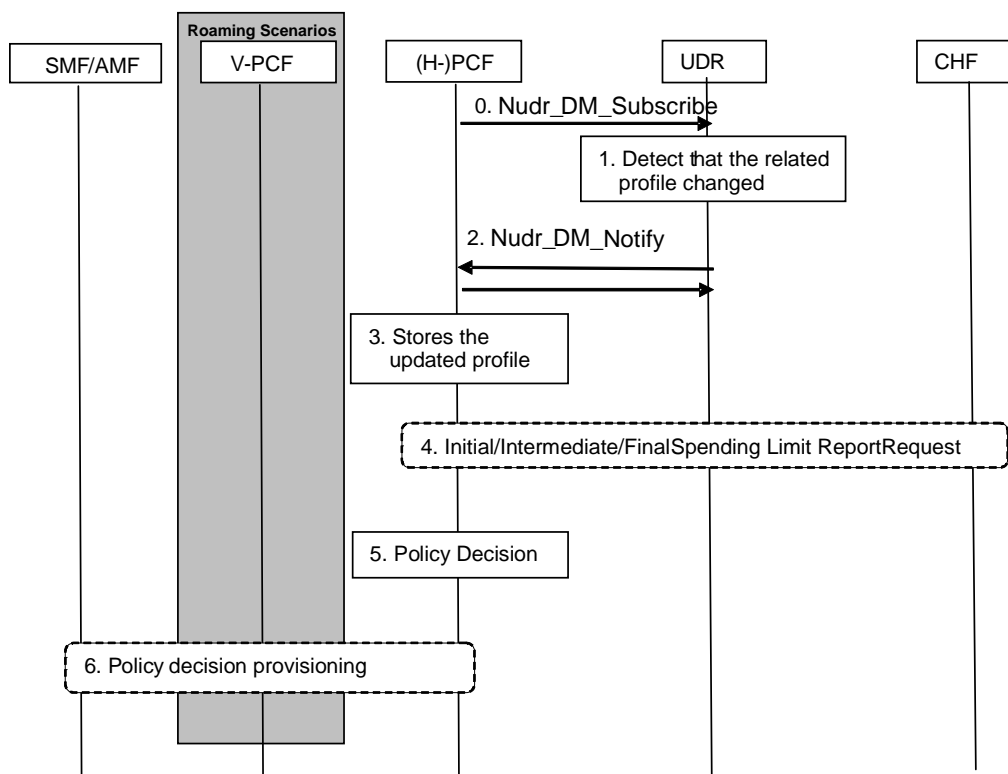 Roaming Scenarios
SMF/AMF
V-PCF
(H-)PCF
UDR
CHF
0. Nudr_DM_Subscribe
1. Detect that the related
profile changed
2. Nudr_DM_Notify
3. Stores the
updated profile
4. Initial/Intermediate/FinalSpending Limit ReportRequest
5. Policy Decision
6. Policy decision provisioning